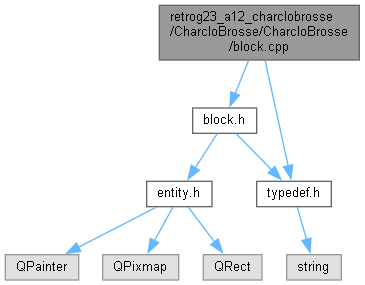 retrog23_a12_charclobrosse
/CharcloBrosse/CharcloBrosse
/block.cpp
block.h
entity.h
typedef.h
QPainter
QPixmap
QRect
string